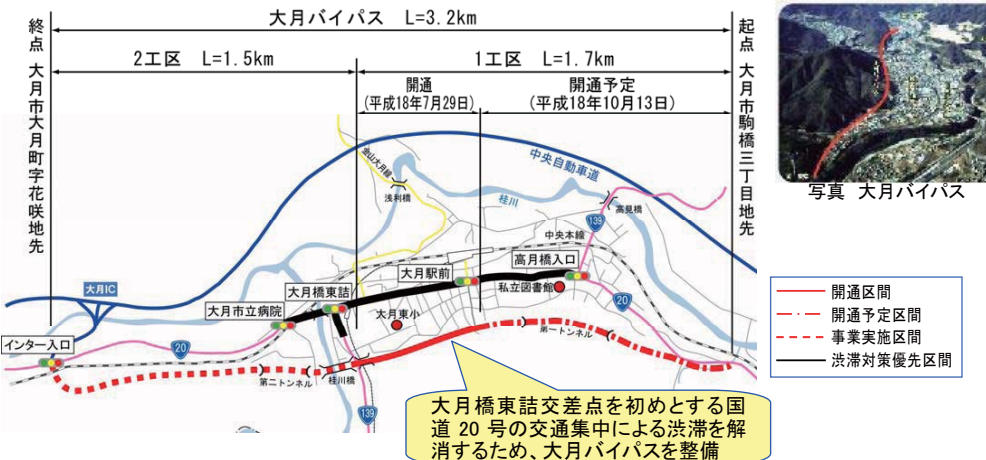 大月バイパス L=3.2km
2工区 L=1.5km
1工区 L=1.7km
開通
(平成18年7月29日)
開通予定
(平成18年10月13日)
終点 大月市大月町字花咲地先
起点 大月市駒橋三丁目地先
写真 大月バイパス
金山大月線
浅利橋
桂川
中央自動車道
139
高見橋
中央本線
大月IC
大月市立病院
大月橋東詰
大月駅前
高月橋入口
私立図書館
大月東小
20
インター入口
20
第一トンネル
第二トンネル
桂川橋
139
開通区間
開通予定区間
事業実施区間
渋滞対策優先区間
大月橋東詰交差点を初めとする国
道 20 号の交通集中による渋滞を解
消するため、大月バイパスを整備